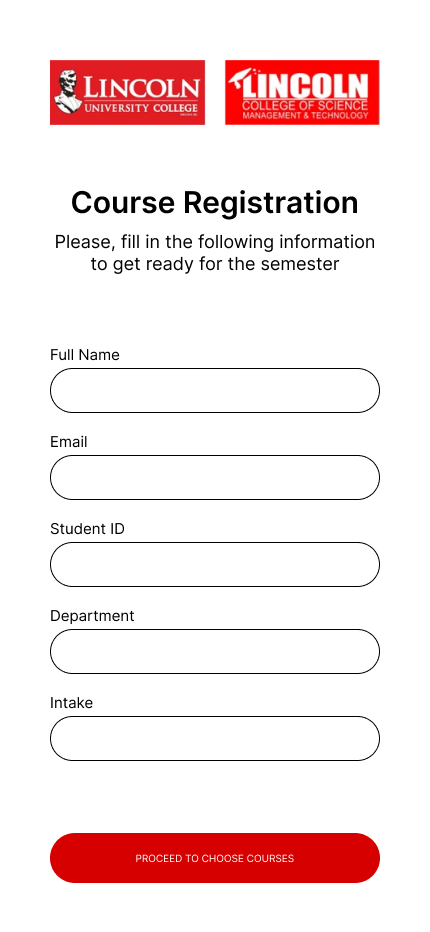 LINCOLN
UNIVERSITY COLLEGE
LINCOLN
COLLEGE OF SCIENCE
MANAGEMENT & TECHNOLOGY
Course Registration
Please, fill in the following information
to get ready for the semester
Full Name
Email
Student ID
Department
Intake
PROCEED TO CHOOSE COURSES